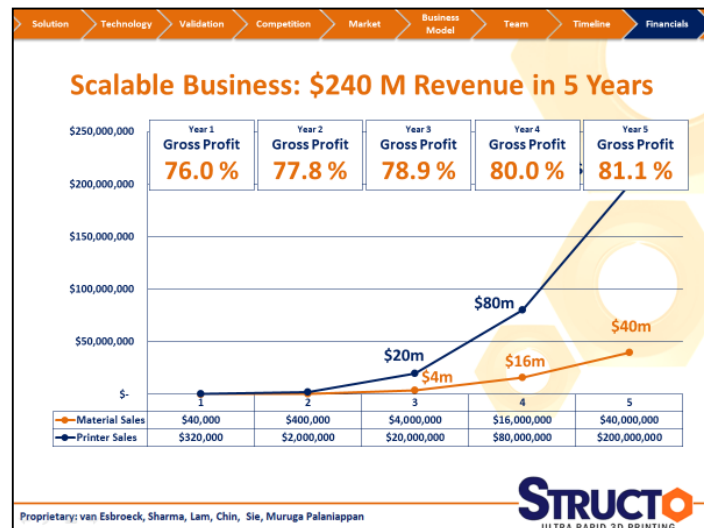 Solution Technology Validation Competition Market Business Model Team Timeline Financials
Scalable Business: $240 M Revenue in 5 Years
$250,000,000
$200,000,000
$150,000,000
$100,000,000
$50,000,000
$-
Year 1 Year 2 Year 3 Year 4 Year 5
Gross Profit Gross Profit Gross Profit Gross Profit Gross Profit
76.0 % 77.8 % 78.9 % 80.0 % 81.1 %
$80m
$40m
$20m
$16m
$4m
1 2 3 4 5
Material Sales $40,000 $400,000 $4,000,000 $16,000,000 $40,000,000
Printer Sales $320,000 $2,000,000 $20,000,000 $80,000,000 $200,000,000
Proprietary: van Esbroeck, Sharma, Lam, Chin, Sie, Muruga Palaniappan
STRUCTO
ULTRA RAPID 3D PRINTING